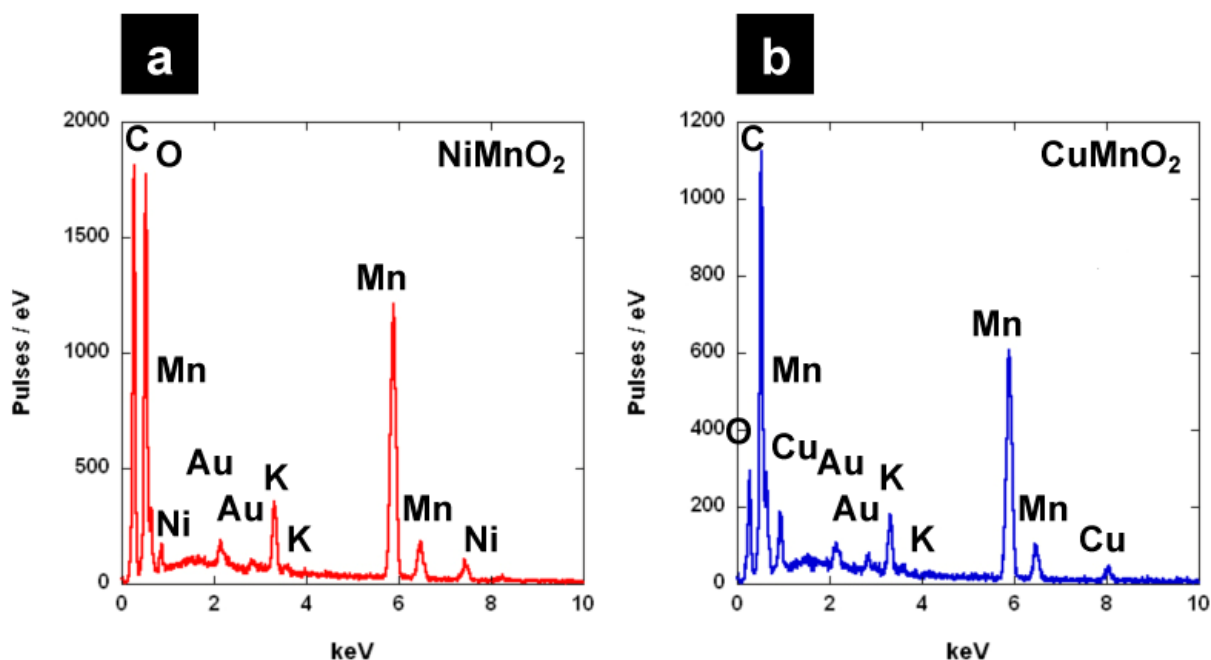 a
2000
1500
1000
500
0
Pulses / eV
C O
NiMnO₂
Mn
Mn
Au
K
Au
Ni
K
Mn
Ni
0 2 4 6 8 10
keV
b
1200
1000
800
600
400
200
0
Pulses / eV
C
CuMnO₂
Mn
Mn
O
Cu Au
K
Au
K
Mn
Cu
0 2 4 6 8 10
keV